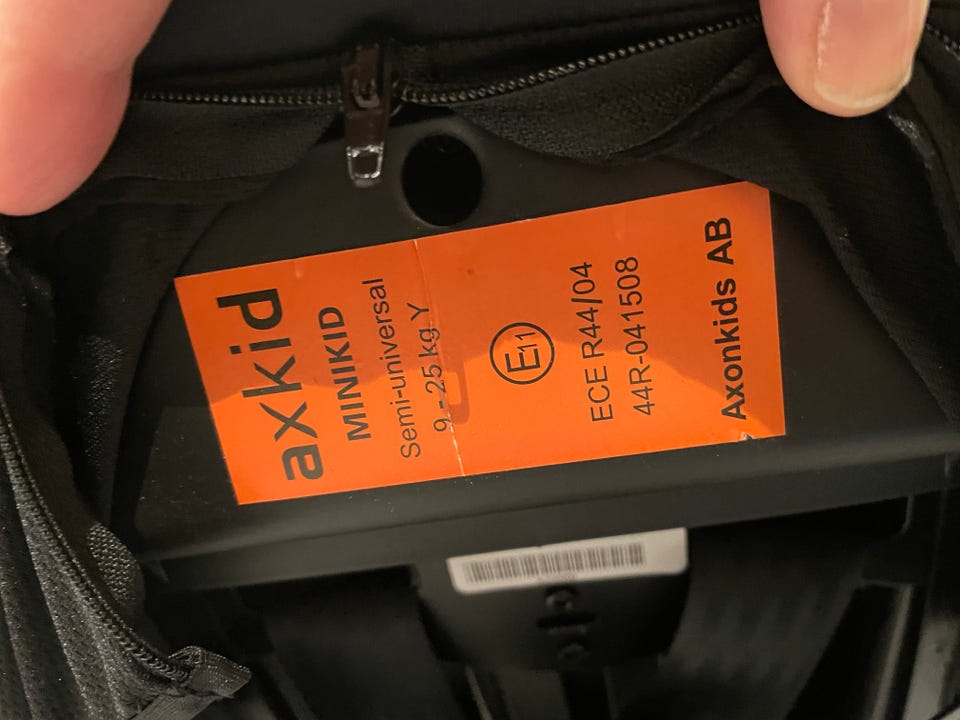 axkid
MINIKID
Semi-universal
9 - 25 kg Y
E11
ECE R44/04
44R-041508
Axonkids AB